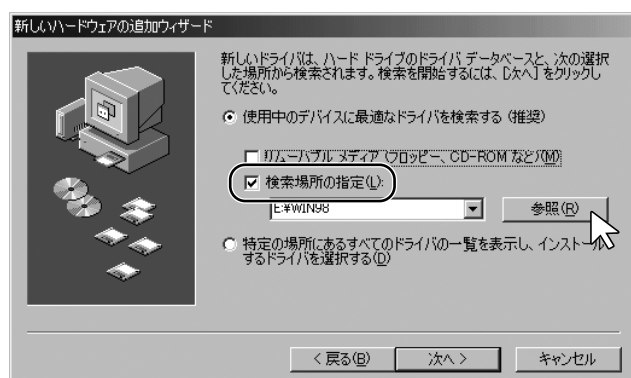 新しいハードウェアの追加ウィザード
新しいドライバは、ハード ドライブのドライバ データベースと、次の選択
した場所から検索されます。検索を開始するには、[次へ] をクリックし
てください。
使用中のデバイスに最適なドライバを検索する (推奨)
リムーバブル メディア (フロッピー、CD-ROM など)(M)
検索場所の指定(L):
E:¥WIN98
参照(R)
特定の場所にあるすべてのドライバの一覧を表示し、インストール
するドライバを選択する(D)
< 戻る(B)
次へ >
キャンセル